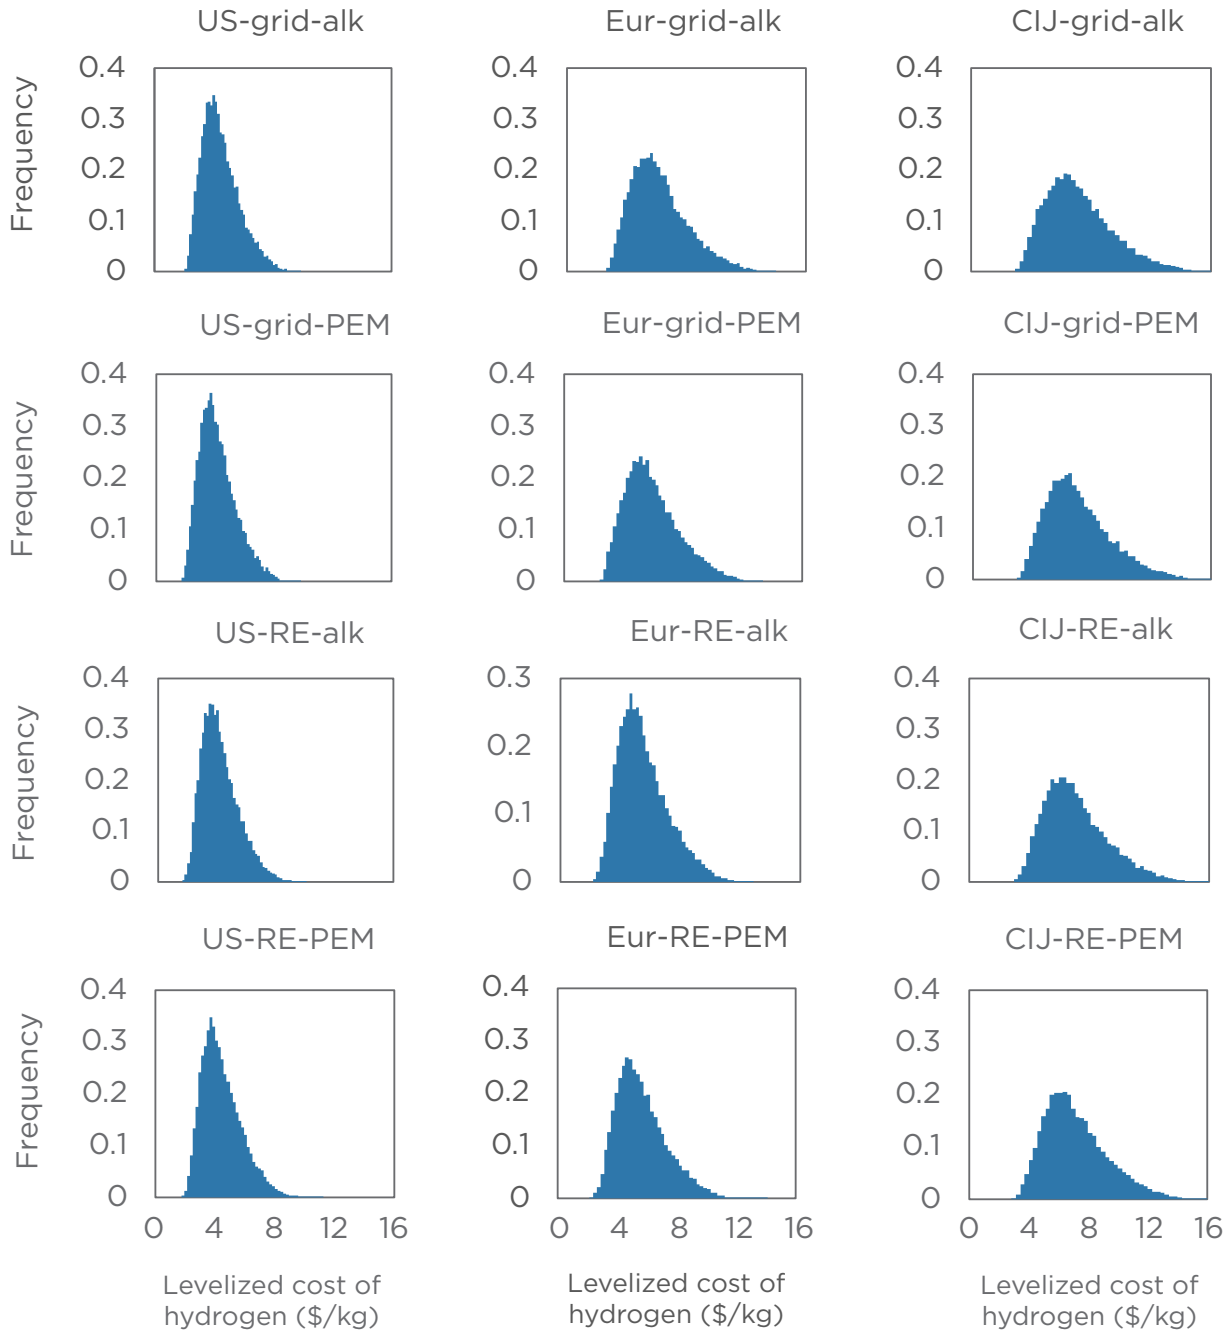 US-grid-alk
Eur-grid-alk
CIJ-grid-alk
Frequency
0.4
0.3
0.2
0.1
0
0.4
0.3
0.2
0.1
0
0.4
0.3
0.2
0.1
0
US-grid-PEM
Eur-grid-PEM
CIJ-grid-PEM
Frequency
0.4
0.3
0.2
0.1
0
0.4
0.3
0.2
0.1
0
0.4
0.3
0.2
0.1
0
US-RE-alk
Eur-RE-alk
CIJ-RE-alk
Frequency
0.4
0.3
0.2
0.1
0
0.3
0.2
0.1
0
0.4
0.3
0.2
0.1
0
US-RE-PEM
Eur-RE-PEM
CIJ-RE-PEM
Frequency
0.4
0.3
0.2
0.1
0
0.4
0.3
0.2
0.1
0
0.4
0.3
0.2
0.1
0
0 4 8 12 16
0 4 8 12 16
0 4 8 12 16
Levelized cost of
hydrogen ($/kg)
Levelized cost of
hydrogen ($/kg)
Levelized cost of
hydrogen ($/kg)